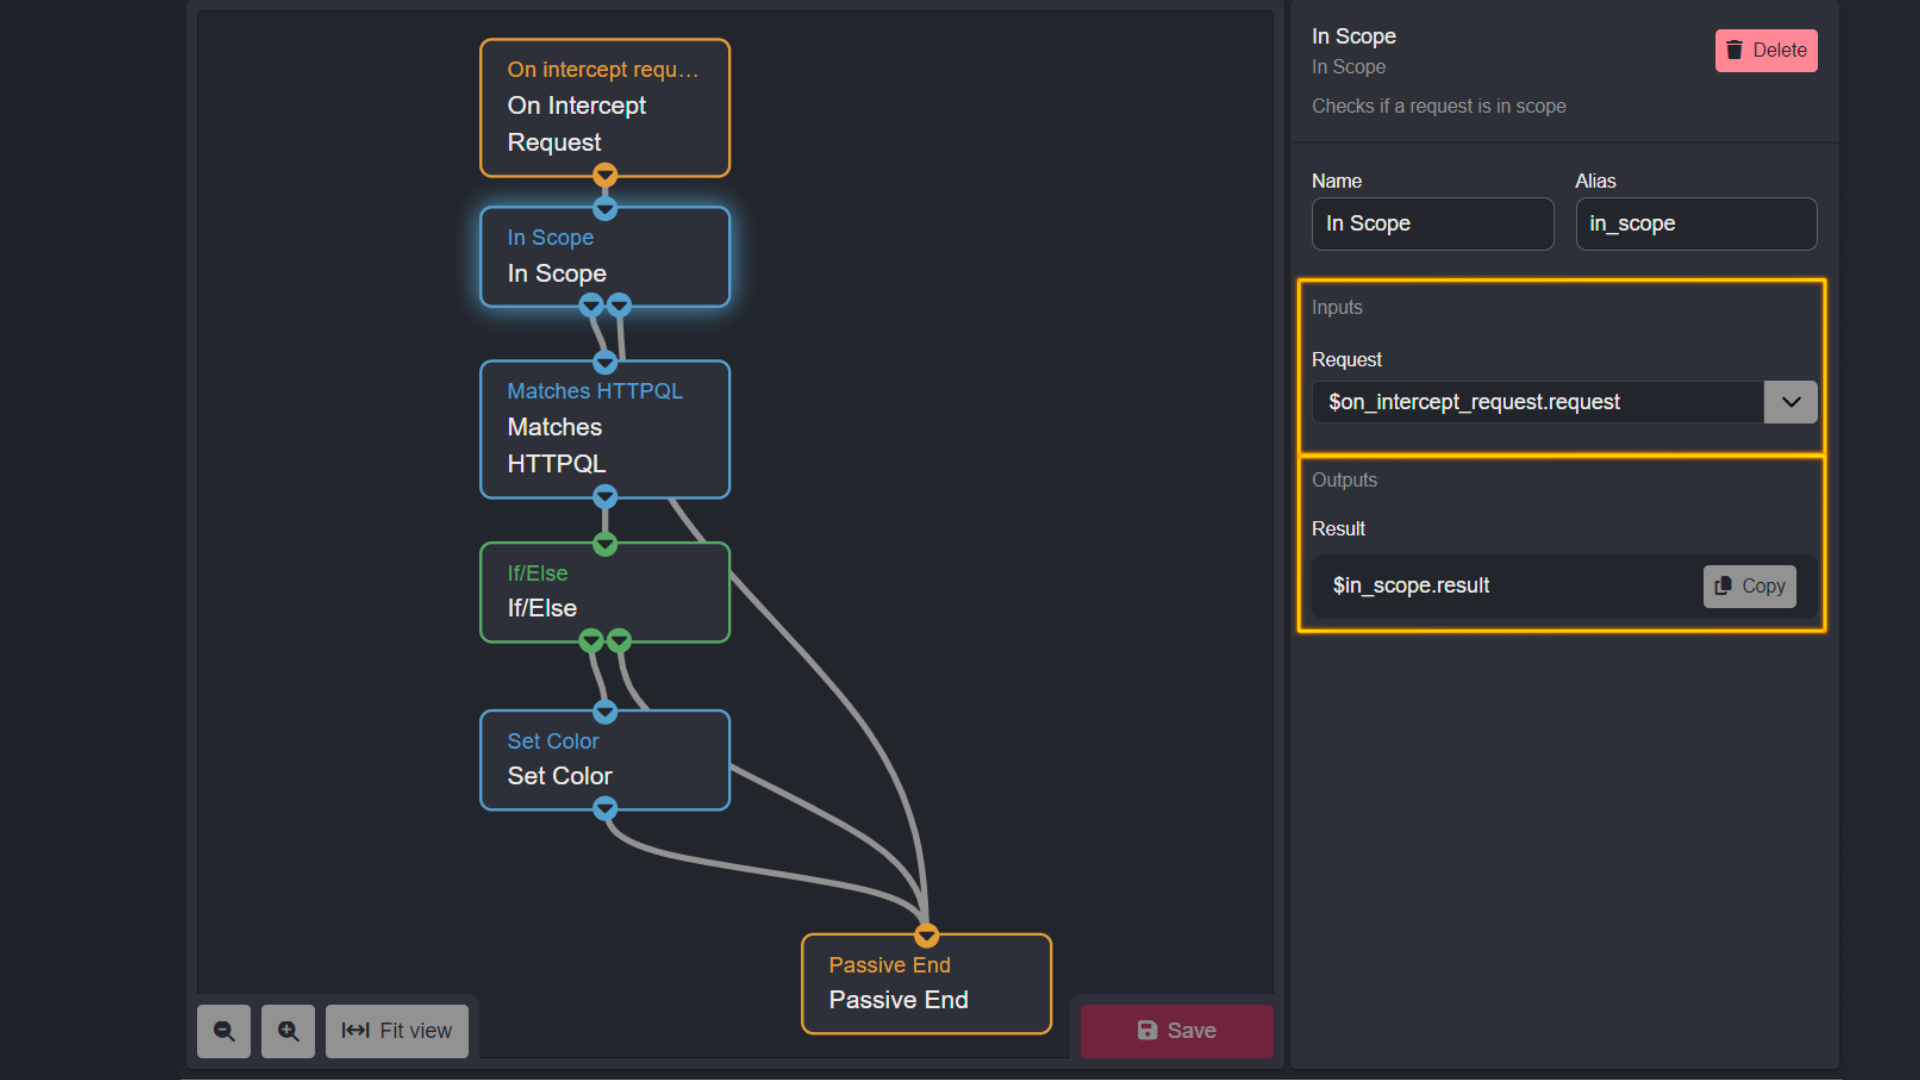 On intercept requ...
On Intercept
Request
In Scope
In Scope
Matches HTTPQL
Matches
HTTPQL
If/Else
If/Else
Set Color
Set Color
Passive End
Passive End
Fit view
Save
In Scope
In Scope
Delete
Checks if a request is in scope
Name
Alias
In Scope
in_scope
Inputs
Request
$on_intercept_request.request
Outputs
Result
$in_scope.result
Copy